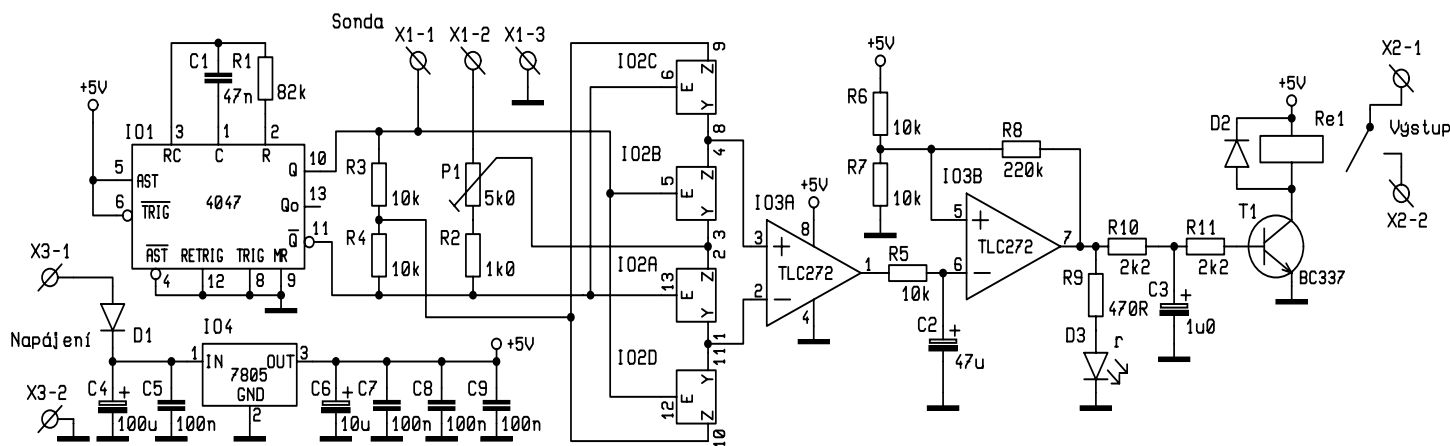 Sonda
X1-1
X1-2
X1-3
X2-1
X2-2
Výstup
+5V
IO1
3
1
2
RC
C
R
C1
47n
R1
82k
5
AST
6
TRIG
4047
Q
10
Qo
13
Q
11
AST
RETRIG
TRIG
MR
4
12
8
9
R3
10k
R4
10k
P1
5k0
R2
1k0
IO2C
9
6
E
Z
Y
8
IO2B
4
5
E
Z
Y
3
IO2A
2
13
E
Z
Y
1
IO2D
11
12
E
Y
Z
10
IO3A
+5V
8
3
+
2
−
TLC272
1
4
R5
10k
C2
+
47u
+5V
R6
10k
R7
10k
R8
220k
IO3B
5
+
6
−
TLC272
7
R9
470R
D3
r
R10
2k2
C3
+
1u0
R11
2k2
T1
BC337
D2
+5V
Re1
X3-1
D1
Napájení
X3-2
C4
+
100u
C5
100n
IO4
1
IN
OUT
3
7805
GND
2
+5V
C6
+
10u
C7
100n
C8
100n
C9
100n